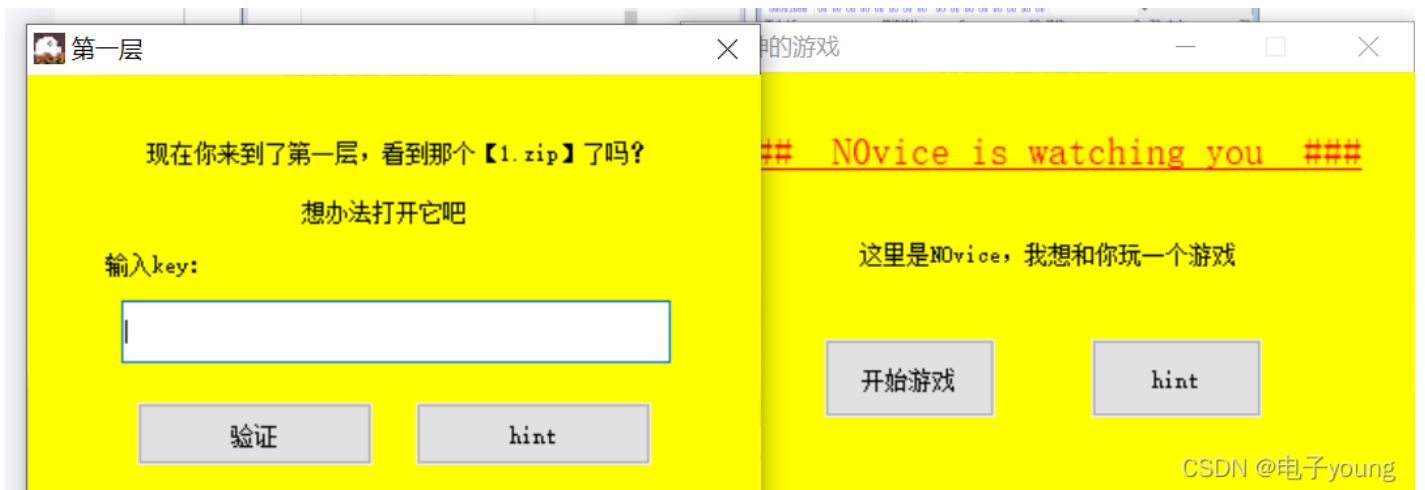 第一层
现在你来到了第一层，看到那个【1.zip】了吗？
想办法打开它吧
输入key:
验证
hint
的游戏
## NOvice is watching you ###
这里是NOvice，我想和你玩一个游戏
开始游戏
hint
CSDN @电子young